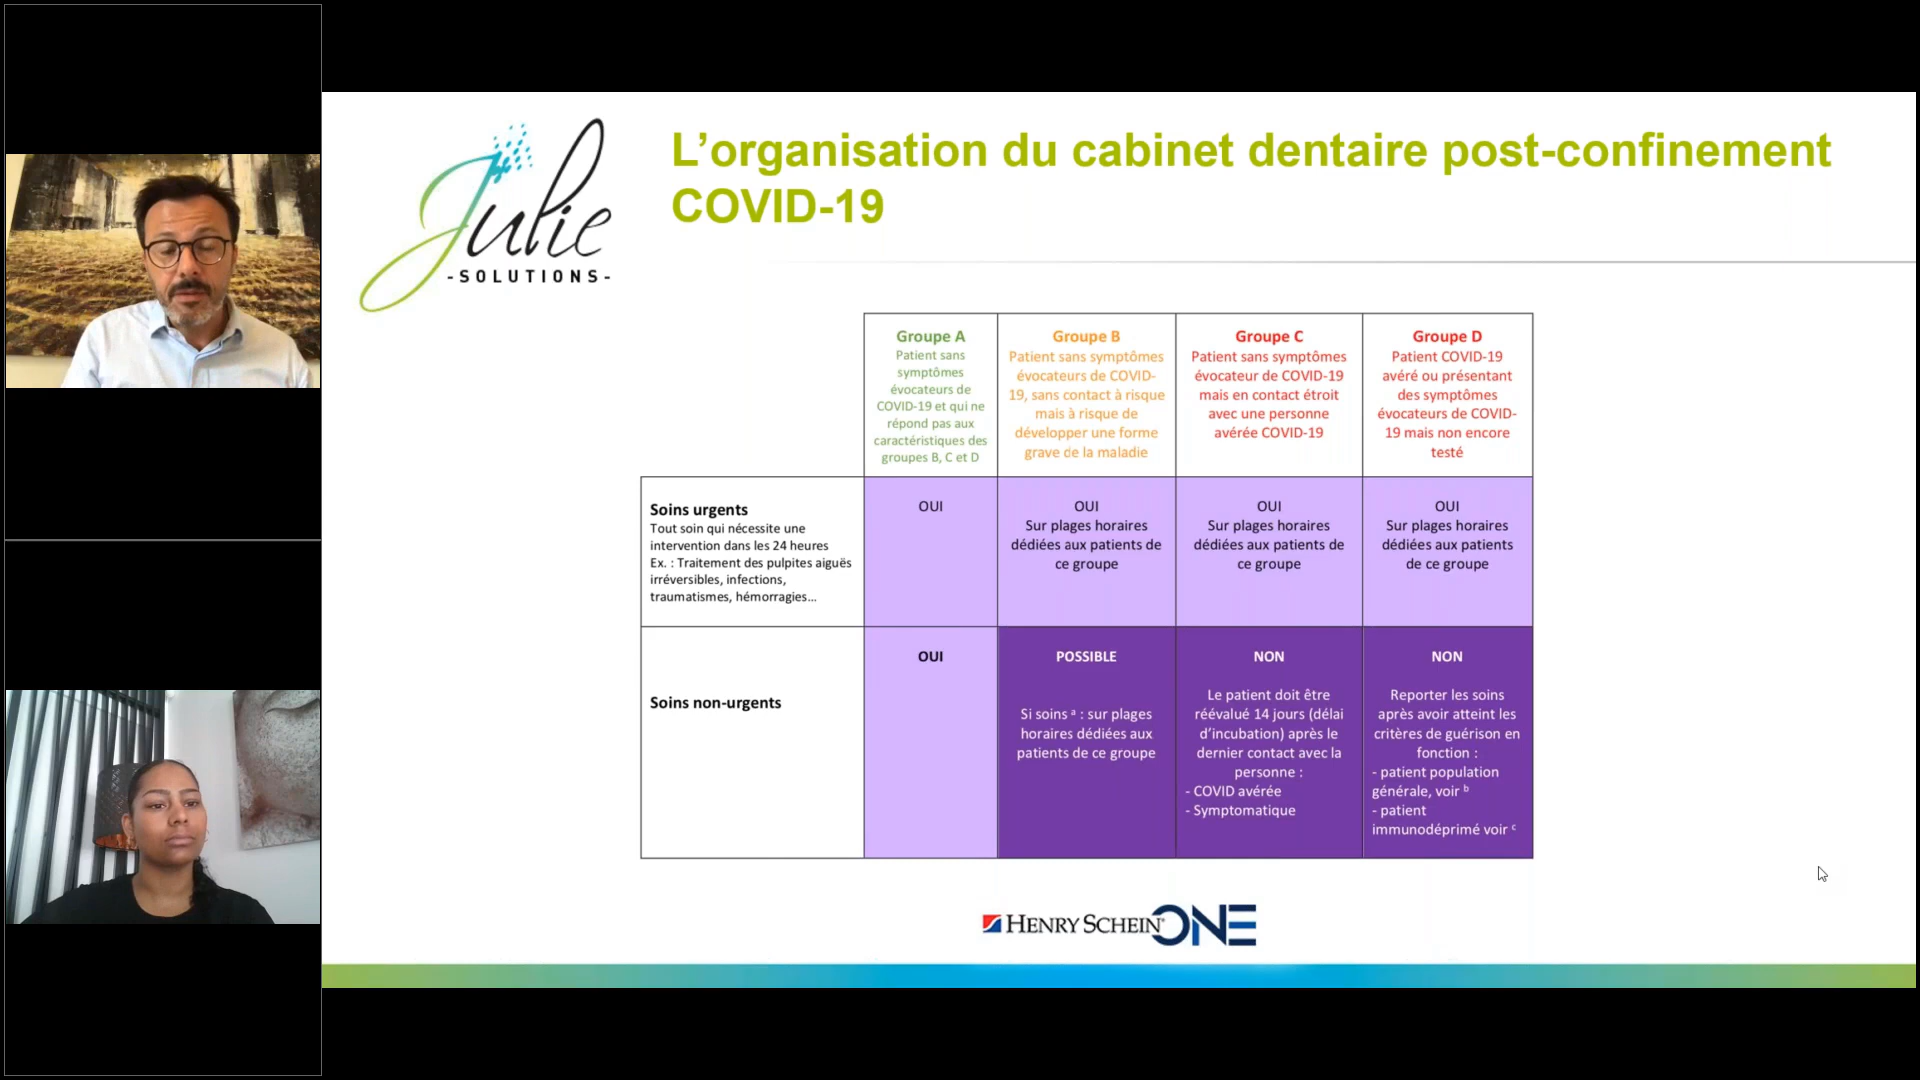 Julie
-SOLUTIONS-
L’organisation du cabinet dentaire post-confinement
COVID-19
Groupe A
Patient sans
symptômes
évocateurs de
COVID-19 et qui ne
répond pas aux
caractéristiques des
groupes B, C et D
Groupe B
Patient sans symptômes
évocateurs de COVID-
19, sans contact à risque
mais à risque de
développer une forme
grave de la maladie
Groupe C
Patient sans symptômes
évocateur de COVID-19
mais en contact étroit
avec une personne
avérée COVID-19
Groupe D
Patient COVID-19
avéré ou présentant
des symptômes
évocateurs de COVID-
19 mais non encore
testé
Soins urgents
Tout soin qui nécessite une
intervention dans les 24 heures
Ex. : Traitement des pulpites aiguës
irréversibles, infections,
traumatismes, hémorragies...
OUI
OUI
Sur plages horaires
dédiées aux patients de
ce groupe
OUI
Sur plages horaires
dédiées aux patients de
ce groupe
OUI
Sur plages horaires
dédiées aux patients
de ce groupe
Soins non-urgents
OUI
POSSIBLE
Si soins ᵃ : sur plages
horaires dédiées aux
patients de ce groupe
NON
Le patient doit être
réévalué 14 jours (délai
d’incubation) après le
dernier contact avec la
personne :
- COVID avérée
- Symptomatique
NON
Reporter les soins
après avoir atteint les
critères de guérison en
fonction :
- patient population
générale, voir ᵇ
- patient
immunodéprimé voir ᶜ
HENRY SCHEIN® ONE